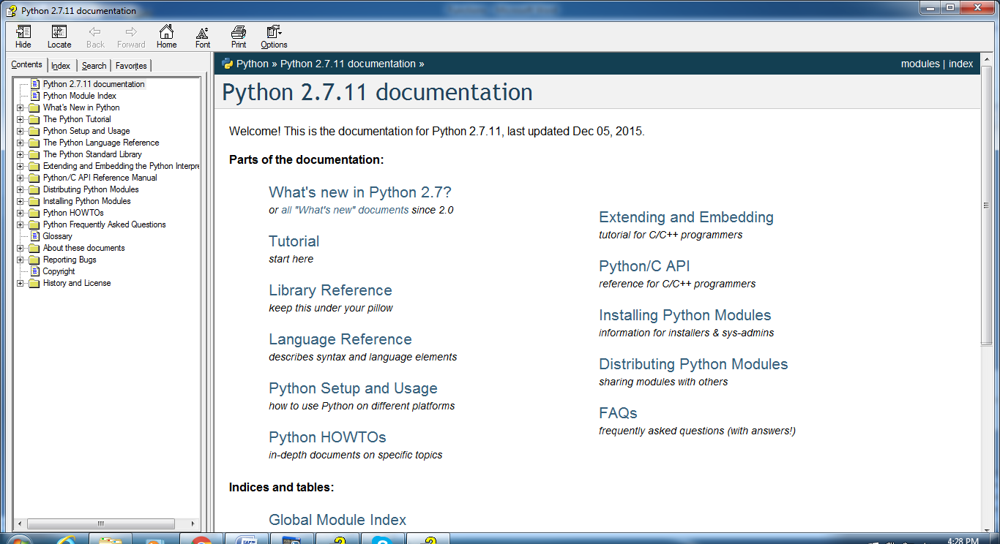 Python 2.7.11 documentation
Hide Locate Back Forward Home Font Print Options
Contents Index Search Favorites
Python 2.7.11 documentation
Python Module Index
What's New in Python
The Python Tutorial
Python Setup and Usage
The Python Language Reference
The Python Standard Library
Extending and Embedding the Python Interpre
Python/C API Reference Manual
Distributing Python Modules
Installing Python Modules
Python HOWTOs
Python Frequently Asked Questions
Glossary
About these documents
Reporting Bugs
Copyright
History and License
Python » Python 2.7.11 documentation »
modules | index
Python 2.7.11 documentation
Welcome! This is the documentation for Python 2.7.11, last updated Dec 05, 2015.
Parts of the documentation:
What's new in Python 2.7?
or all "What's new" documents since 2.0
Tutorial
start here
Library Reference
keep this under your pillow
Language Reference
describes syntax and language elements
Python Setup and Usage
how to use Python on different platforms
Python HOWTOs
in-depth documents on specific topics
Extending and Embedding
tutorial for C/C++ programmers
Python/C API
reference for C/C++ programmers
Installing Python Modules
information for installers & sys-admins
Distributing Python Modules
sharing modules with others
FAQs
frequently asked questions (with answers!)
Indices and tables:
Global Module Index
4:28 PM